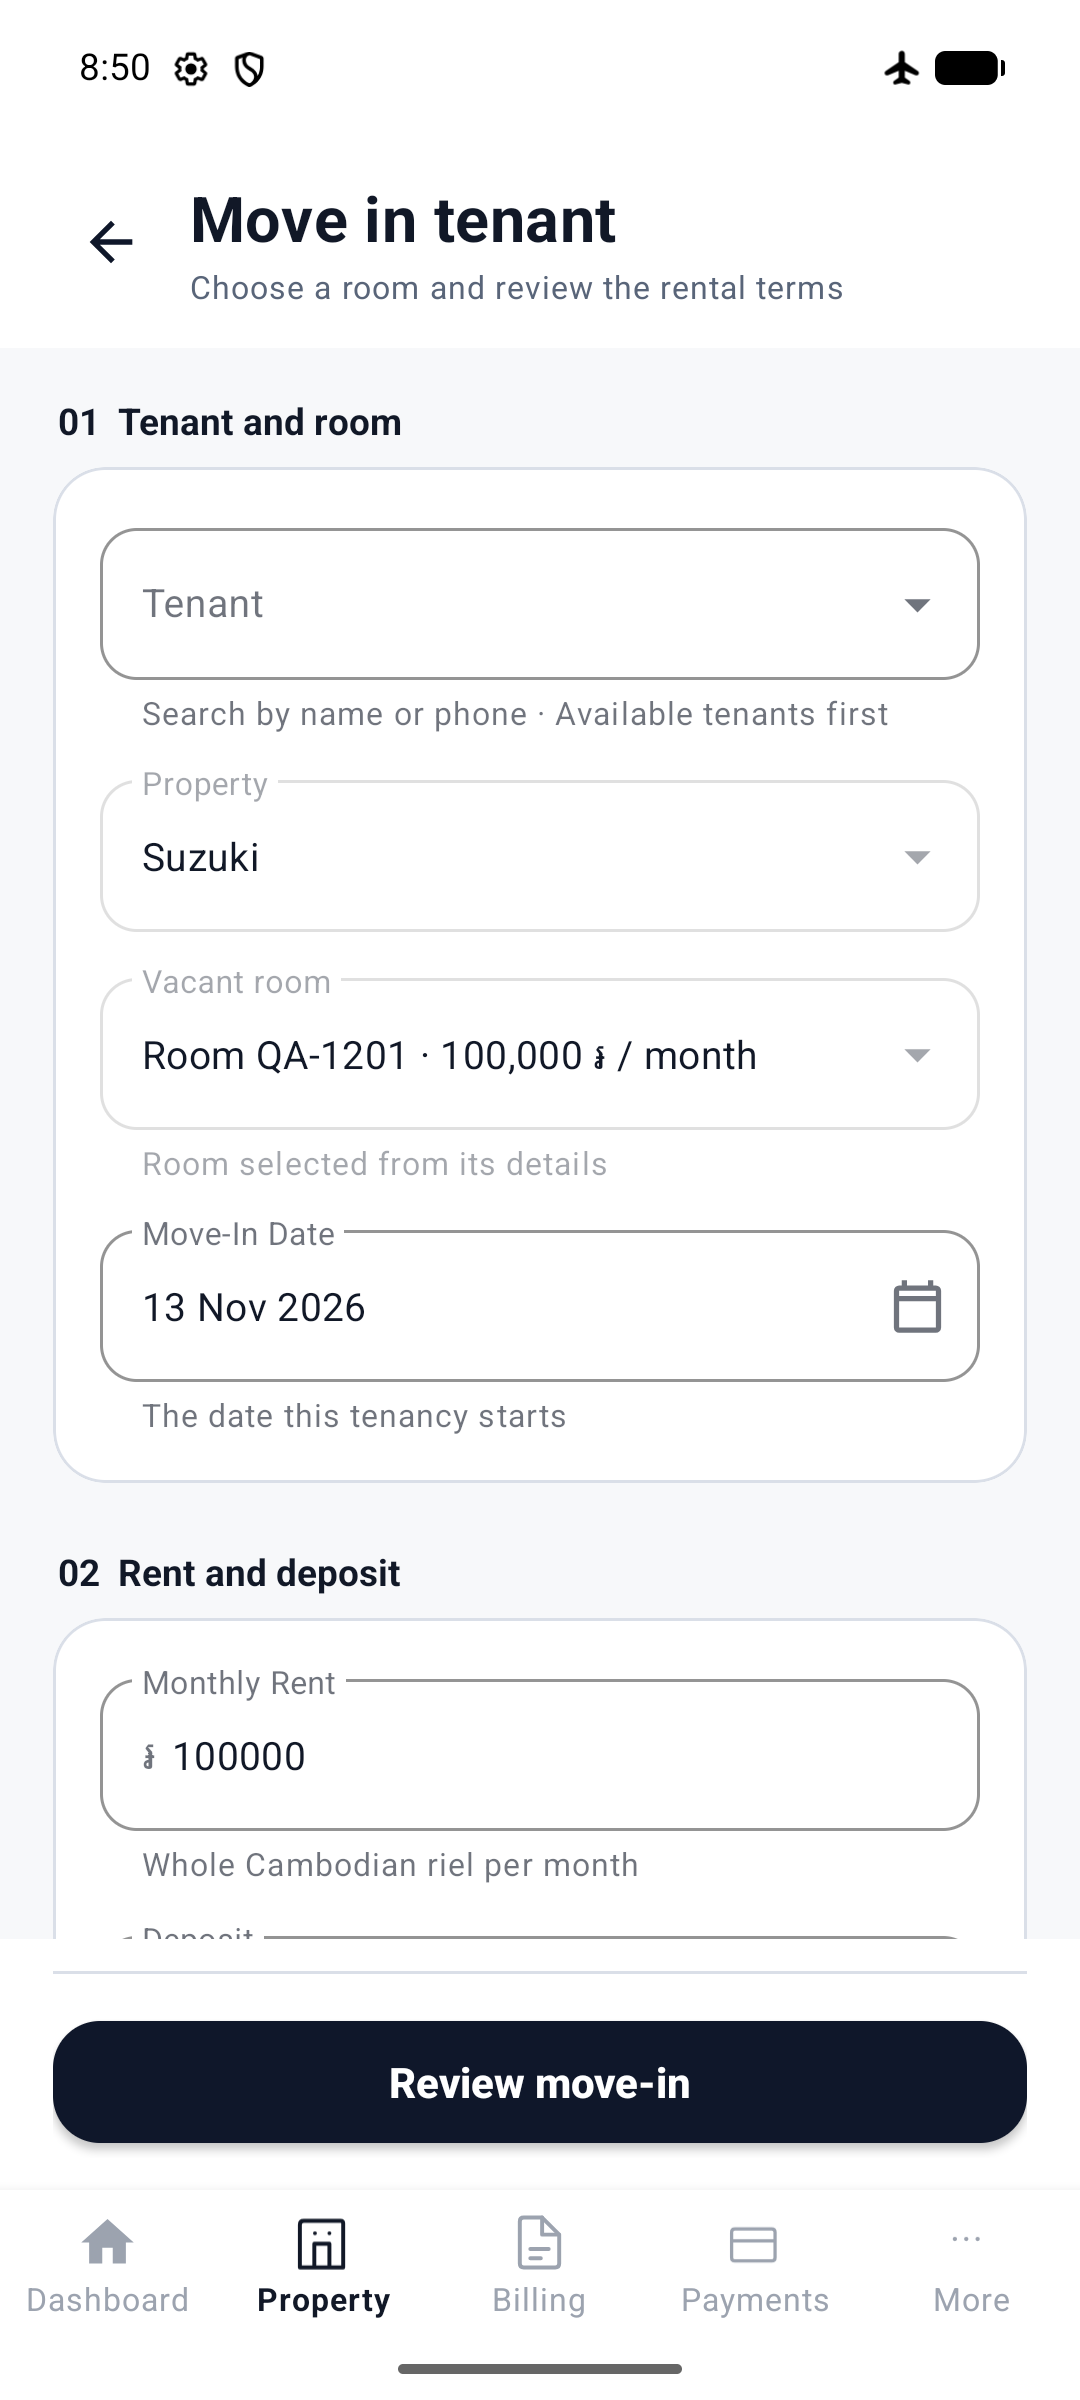 8:50
Move in tenant
Choose a room and review the rental terms
01 Tenant and room
Tenant
Search by name or phone · Available tenants first
Property
Suzuki
Vacant room
Room QA-1201 · 100,000 ៛ / month
Room selected from its details
Move-In Date
13 Nov 2026
The date this tenancy starts
02 Rent and deposit
Monthly Rent
៛ 100000
Whole Cambodian riel per month
Deposit
Review move-in
Dashboard
Property
Billing
Payments
More